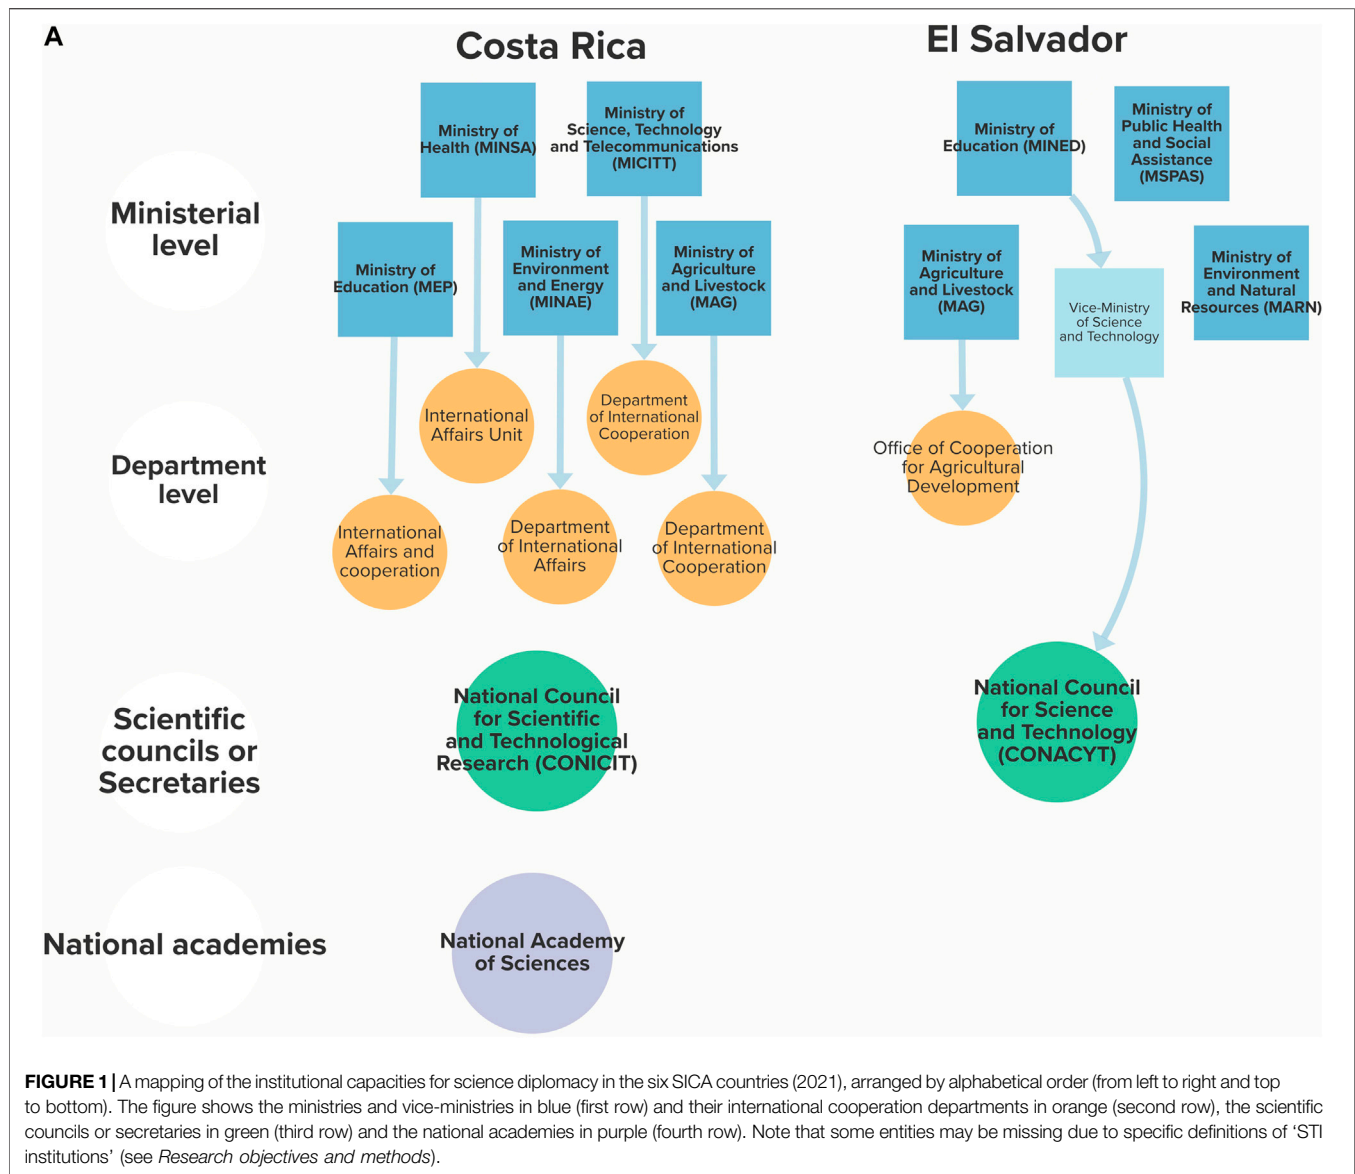 A
Costa Rica
El Salvador
Ministerial
level
Ministry of
Health (MINSA)
Ministry of
Science, Technology
and Telecommunications
(MICITT)
Ministry of
Education (MEP)
Ministry of
Environment
and Energy
(MINAE)
Ministry of
Agriculture
and Livestock
(MAG)
Ministry of
Education (MINED)
Ministry of
Public Health
and Social
Assistance
(MSPAS)
Ministry of
Agriculture
and Livestock
(MAG)
Vice-Ministry
of Science
and Technology
Ministry of
Environment
and Natural
Resources (MARN)
Department
level
International
Affairs Unit
Department
of International
Cooperation
International
Affairs and
cooperation
Department
of International
Affairs
Department
of International
Cooperation
Office of Cooperation
for Agricultural
Development
Scientific
councils or
Secretaries
National Council
for Scientific
and Technological
Research (CONICIT)
National Council
for Science
and Technology
(CONACYT)
National academies
National Academy
of Sciences
FIGURE 1 | A mapping of the institutional capacities for science diplomacy in the six SICA countries (2021), arranged by alphabetical order (from left to right and top
to bottom). The figure shows the ministries and vice-ministries in blue (first row) and their international cooperation departments in orange (second row), the scientific
councils or secretaries in green (third row) and the national academies in purple (fourth row). Note that some entities may be missing due to specific definitions of ‘STI
institutions’ (see Research objectives and methods).